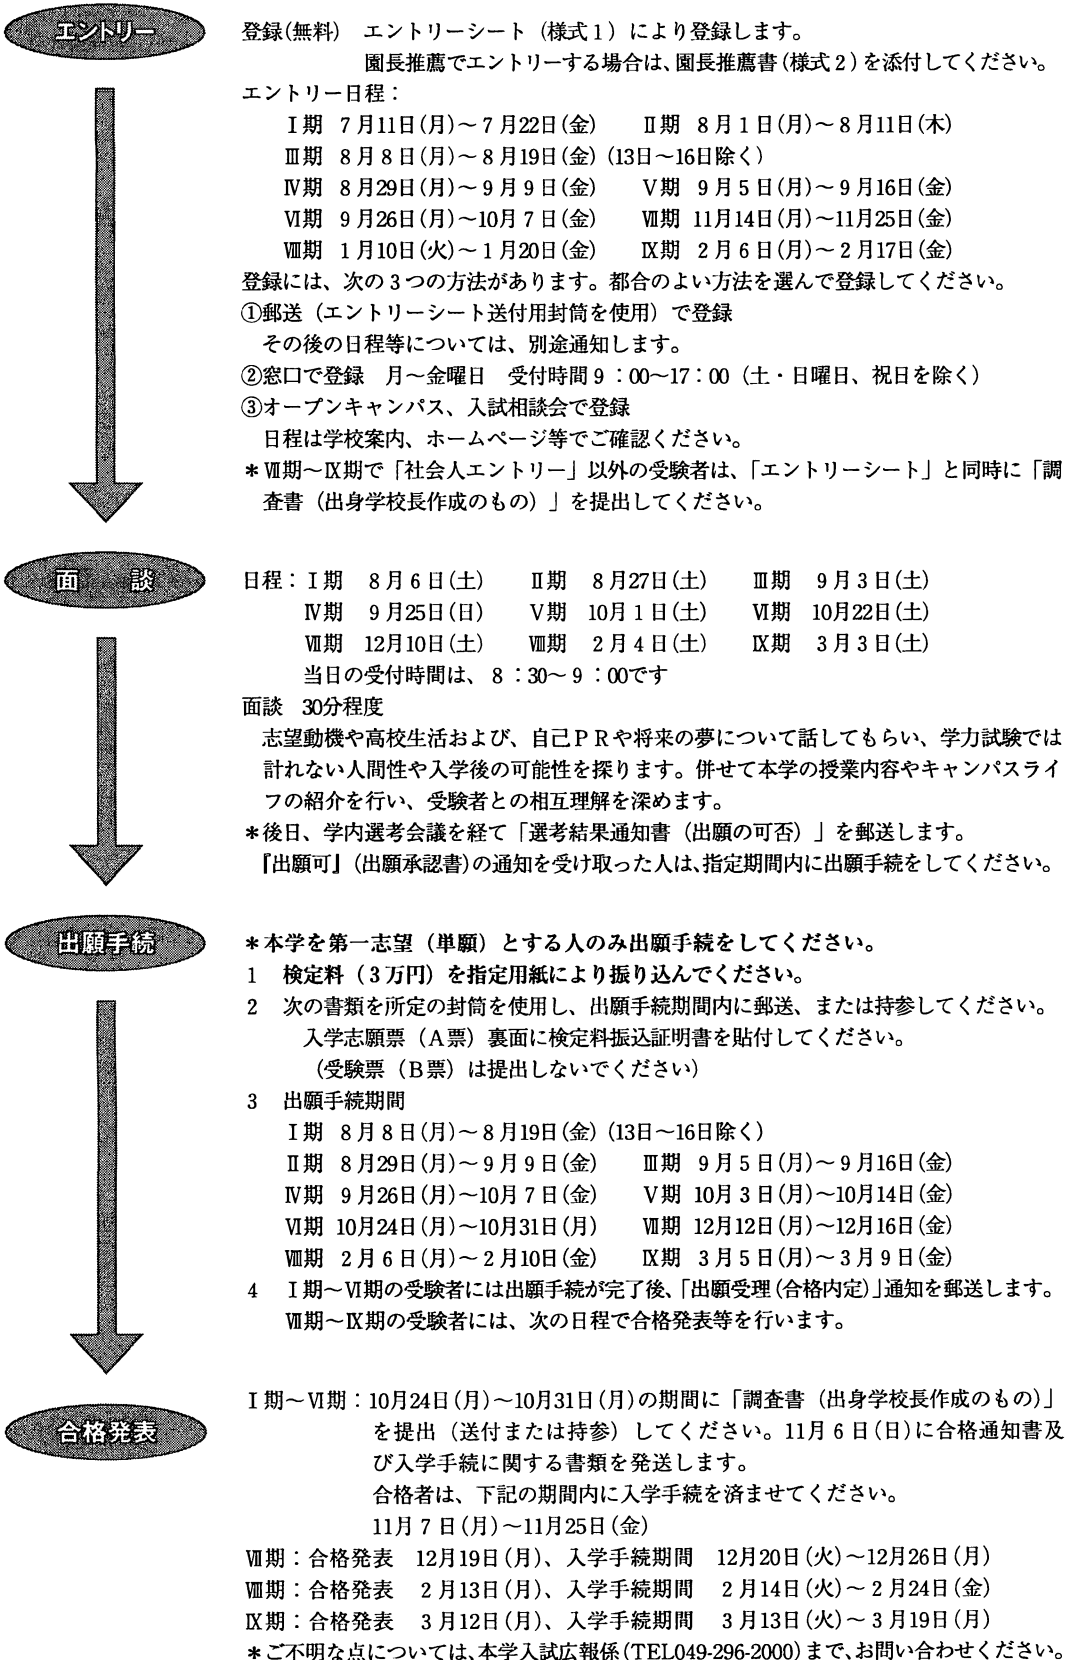 エントリー
登録(無料)　エントリーシート（様式1）により登録します。
園長推薦でエントリーする場合は、園長推薦書(様式2)を添付してください。
エントリー日程：
Ⅰ期　7月11日(月)～7月22日(金)　　Ⅱ期　8月1日(月)～8月11日(木)
Ⅲ期　8月8日(月)～8月19日(金)（13日～16日除く）
Ⅳ期　8月29日(月)～9月9日(金)　　Ⅴ期　9月5日(月)～9月16日(金)
Ⅵ期　9月26日(月)～10月7日(金)　　Ⅶ期　11月14日(月)～11月25日(金)
Ⅷ期　1月10日(火)～1月20日(金)　　Ⅸ期　2月6日(月)～2月17日(金)
登録には、次の3つの方法があります。都合のよい方法を選んで登録してください。
①郵送（エントリーシート送付用封筒を使用）で登録
その後の日程等については、別途通知します。
②窓口で登録　月～金曜日　受付時間9：00～17：00（土・日曜日、祝日を除く）
③オープンキャンパス、入試相談会で登録
日程は学校案内、ホームページ等でご確認ください。
＊Ⅶ期～Ⅸ期で「社会人エントリー」以外の受験者は、「エントリーシート」と同時に「調
査書（出身学校長作成のもの）」を提出してください。
面　談
日程：Ⅰ期　8月6日(土)　　Ⅱ期　8月27日(土)　　Ⅲ期　9月3日(土)
Ⅳ期　9月25日(日)　　Ⅴ期　10月1日(土)　　Ⅵ期　10月22日(土)
Ⅶ期　12月10日(土)　　Ⅷ期　2月4日(土)　　Ⅸ期　3月3日(土)
当日の受付時間は、8：30～9：00です
面談　30分程度
志望動機や高校生活および、自己ＰＲや将来の夢について話してもらい、学力試験では
計れない人間性や入学後の可能性を探ります。併せて本学の授業内容やキャンパスライ
フの紹介を行い、受験者との相互理解を深めます。
＊後日、学内選考会議を経て「選考結果通知書（出願の可否）」を郵送します。
『出願可』(出願承認書)の通知を受け取った人は、指定期間内に出願手続をしてください。
出願手続
＊本学を第一志望（単願）とする人のみ出願手続をしてください。
1　検定料（3万円）を指定用紙により振り込んでください。
2　次の書類を所定の封筒を使用し、出願手続期間内に郵送、または持参してください。
入学志願票（Ａ票）裏面に検定料振込証明書を貼付してください。
（受験票（Ｂ票）は提出しないでください）
3　出願手続期間
Ⅰ期　8月8日(月)～8月19日(金)（13日～16日除く）
Ⅱ期　8月29日(月)～9月9日(金)　　Ⅲ期　9月5日(月)～9月16日(金)
Ⅳ期　9月26日(月)～10月7日(金)　　Ⅴ期　10月3日(月)～10月14日(金)
Ⅵ期　10月24日(月)～10月31日(月)　　Ⅶ期　12月12日(月)～12月16日(金)
Ⅷ期　2月6日(月)～2月10日(金)　　Ⅸ期　3月5日(月)～3月9日(金)
4　Ⅰ期～Ⅵ期の受験者には出願手続が完了後、「出願受理(合格内定)」通知を郵送します。
Ⅶ期～Ⅸ期の受験者には、次の日程で合格発表等を行います。
合格発表
Ⅰ期～Ⅵ期：10月24日(月)～10月31日(月)の期間に「調査書（出身学校長作成のもの）」
を提出（送付または持参）してください。11月6日(日)に合格通知書及
び入学手続に関する書類を発送します。
合格者は、下記の期間内に入学手続を済ませてください。
11月7日(月)～11月25日(金)
Ⅶ期：合格発表　12月19日(月)、入学手続期間　12月20日(火)～12月26日(月)
Ⅷ期：合格発表　2月13日(月)、入学手続期間　2月14日(火)～2月24日(金)
Ⅸ期：合格発表　3月12日(月)、入学手続期間　3月13日(火)～3月19日(月)
＊ご不明な点については、本学入試広報係(TEL049-296-2000)まで、お問い合わせください。